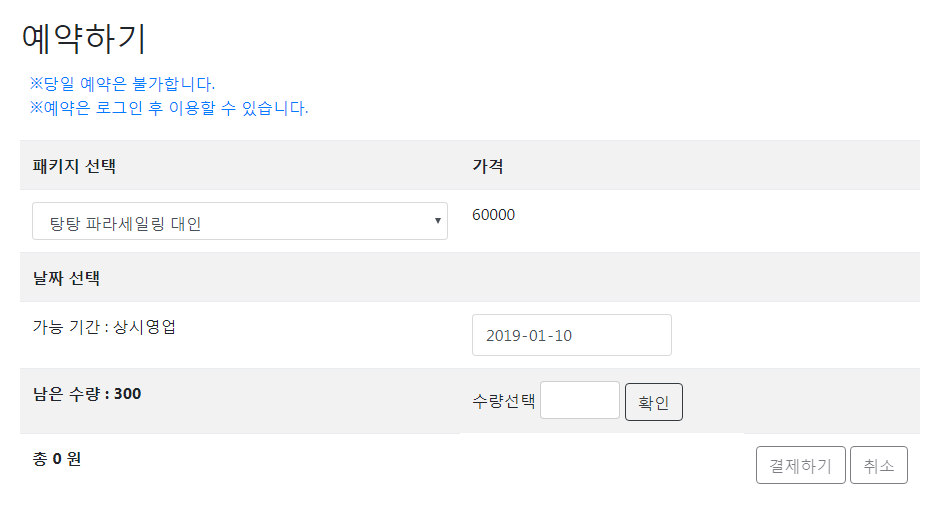 예약하기
※당일 예약은 불가합니다.
※예약은 로그인 후 이용할 수 있습니다.
패키지 선택 가격
탕탕 파라세일링 대인 60000
날짜 선택
가능 기간 : 상시영업 2019-01-10
남은 수량 : 300 수량선택 확인
총 0 원 결제하기 취소